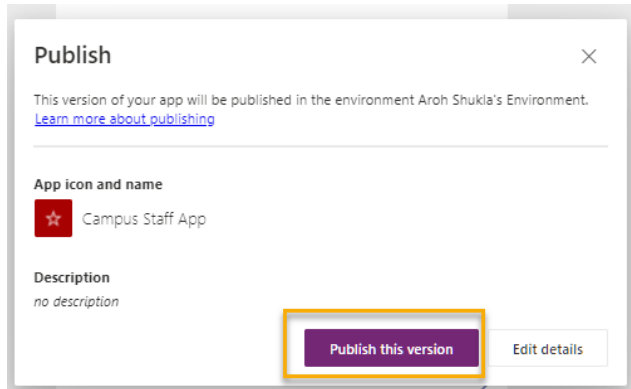 Publish
This version of your app will be published in the environment Aroh Shukla's Environment.
Learn more about publishing
App icon and name
Campus Staff App
Description
no description
Publish this version
Edit details